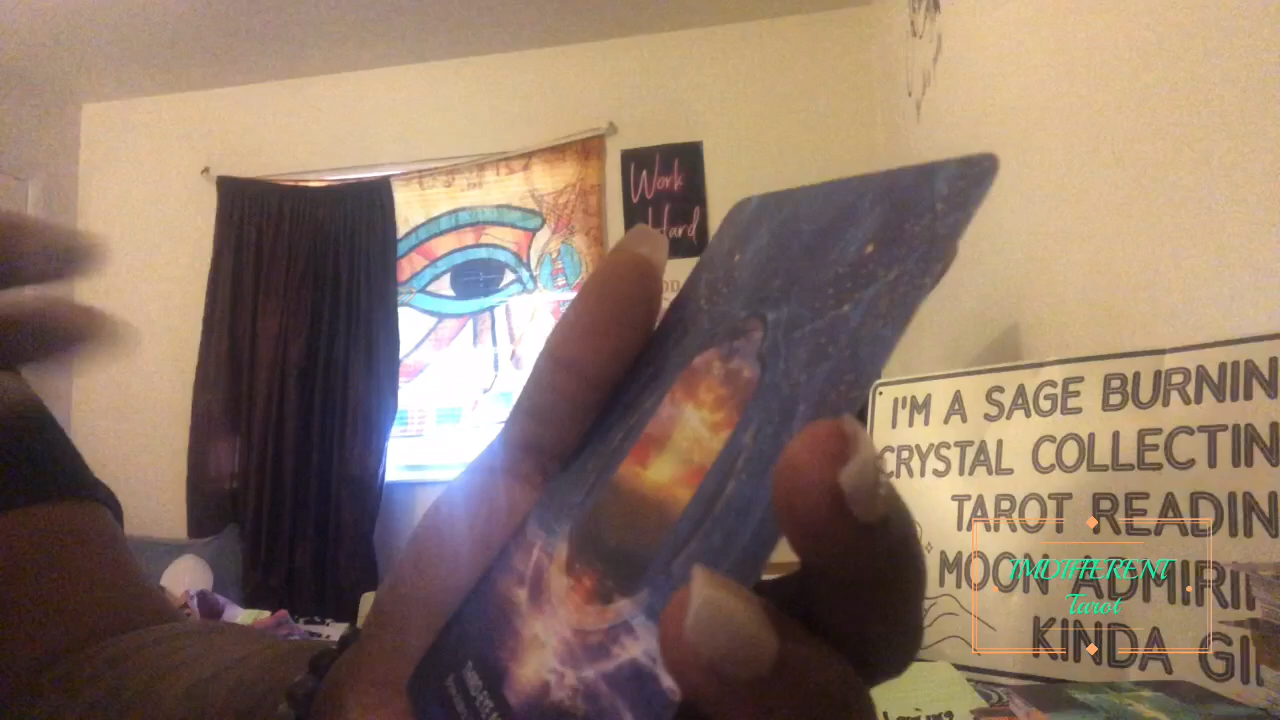 Work
Hard
I'M A SAGE BURNIN
CRYSTAL COLLECTIN
TAROT READIN
MOON ADMIRI
KINDA GI
IMDIFFERENT
Tarot